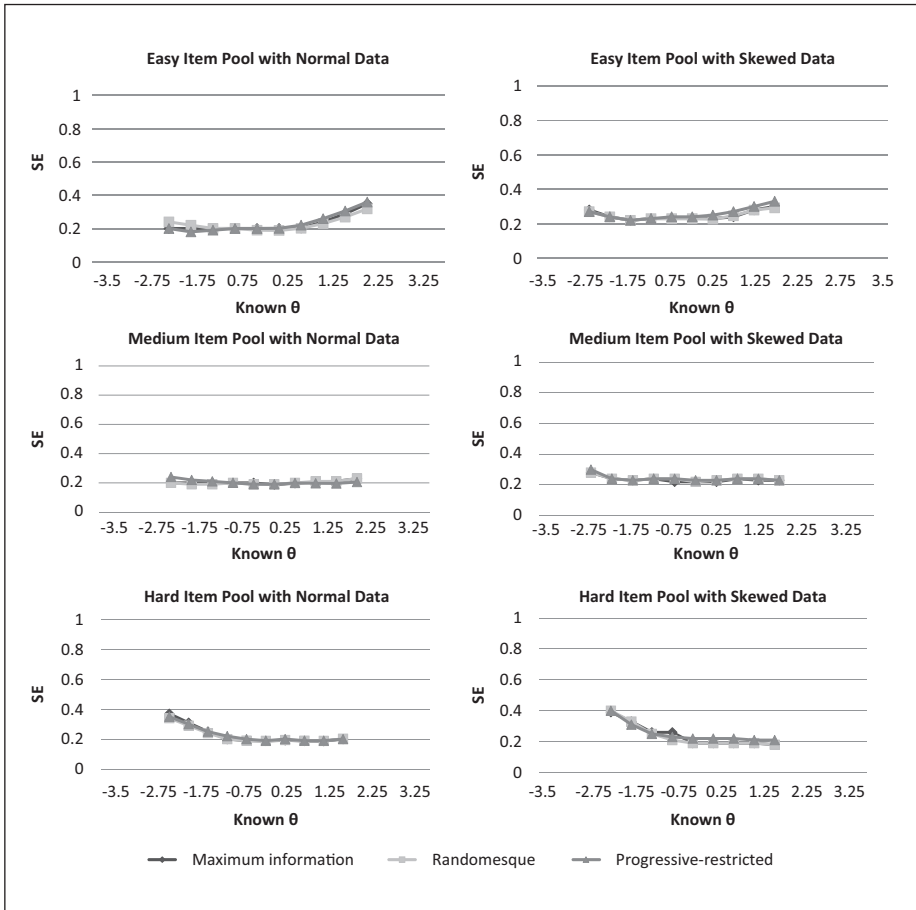 Easy Item Pool with Normal Data
1
0.8
0.6
0.4
0.2
0
SE
-3.5 -2.75 -1.75 0.75 0.25 1.25 2.25 3.25
Known θ
Easy Item Pool with Skewed Data
1
0.8
0.6
0.4
0.2
0
SE
-3.5 -2.75 -1.75 -0.75 0.25 1.25 2.75 3.5
Known θ
Medium Item Pool with Normal Data
1
0.8
0.6
0.4
0.2
0
SE
-3.5 -2.75 -1.75 -0.75 0.25 1.25 2.25 3.25
Known θ
Medium Item Pool with Skewed Data
1
0.8
0.6
0.4
0.2
0
SE
-3.5 -2.75 -1.75 -0.75 0.25 1.25 2.25 3.25
Known θ
Hard Item Pool with Normal Data
1
0.8
0.6
0.4
0.2
0
SE
-3.5 -2.75 -1.75 -0.75 0.25 1.25 2.25 3.25
Known θ
Hard Item Pool with Skewed Data
1
0.8
0.6
0.4
0.2
0
SE
-3.5 -2.75 -1.75 -0.75 0.25 1.25 2.25 3.25
Known θ
Maximum information Randomesque Progressive-restricted